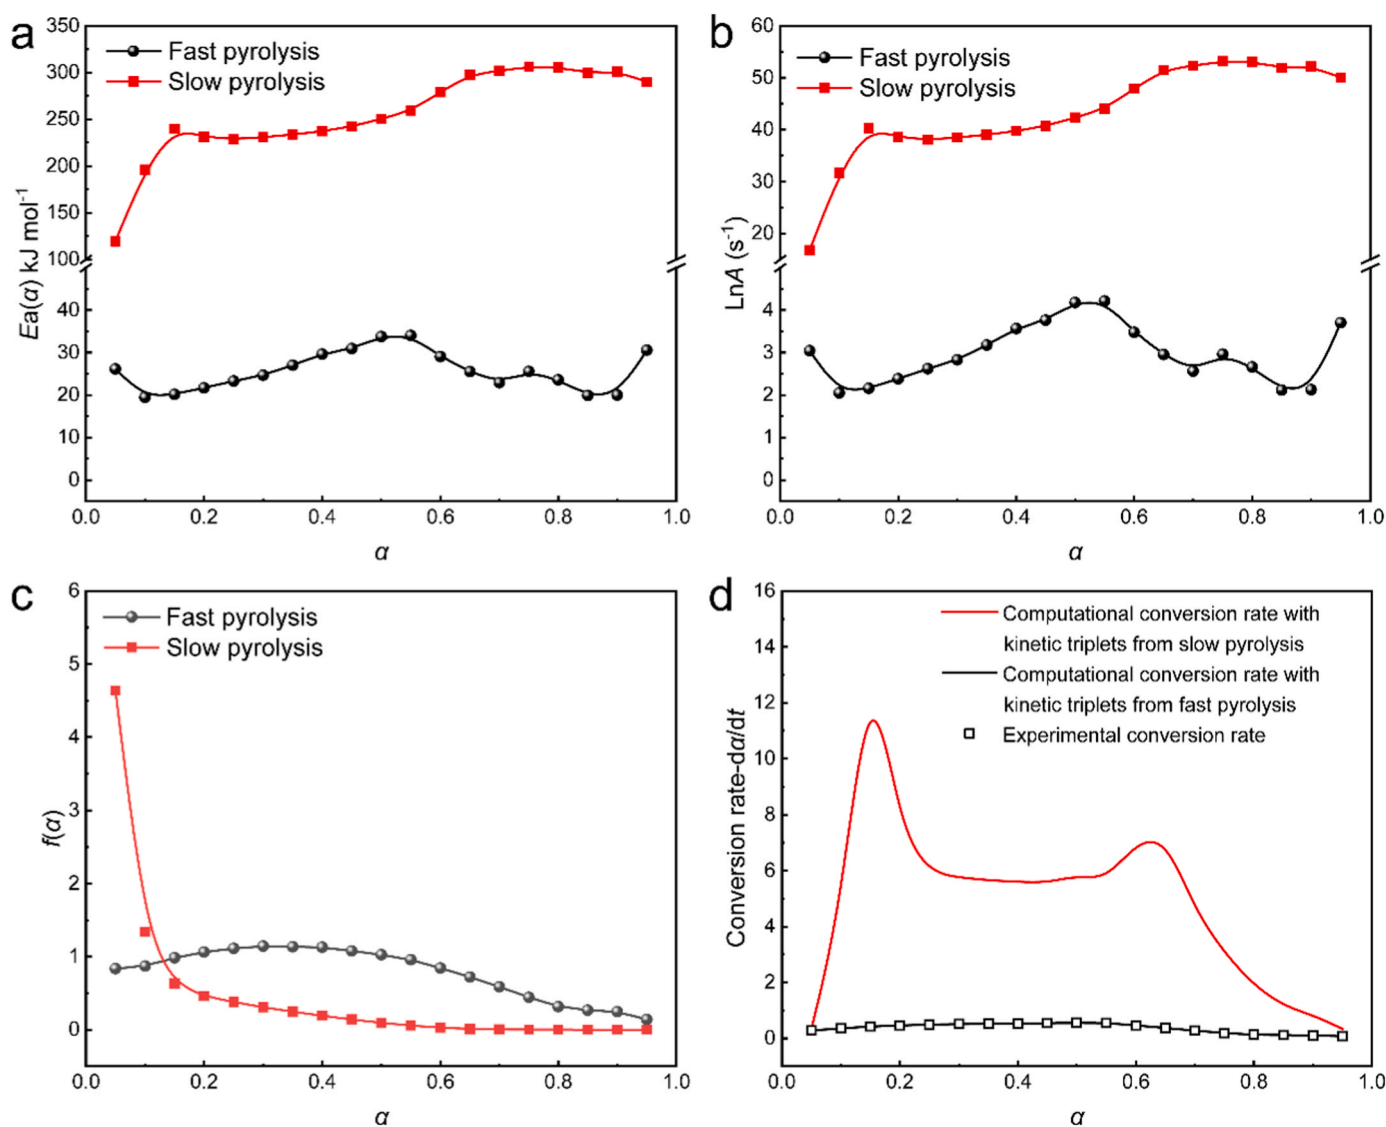 a
Fast pyrolysis
Slow pyrolysis
350
300
250
200
150
100
40
30
20
10
0
Ea(α) kJ mol-1
0.0 0.2 0.4 0.6 0.8 1.0
α
b
Fast pyrolysis
Slow pyrolysis
60
50
40
30
20
4
3
2
1
0
LnA (s-1)
0.0 0.2 0.4 0.6 0.8 1.0
α
c
Fast pyrolysis
Slow pyrolysis
6
5
4
3
2
1
0
f(α)
0.0 0.2 0.4 0.6 0.8 1.0
α
d
Computational conversion rate with
kinetic triplets from slow pyrolysis
Computational conversion rate with
kinetic triplets from fast pyrolysis
Experimental conversion rate
16
14
12
10
8
6
4
2
0
Conversion rate-dα/dt
0.0 0.2 0.4 0.6 0.8 1.0
α